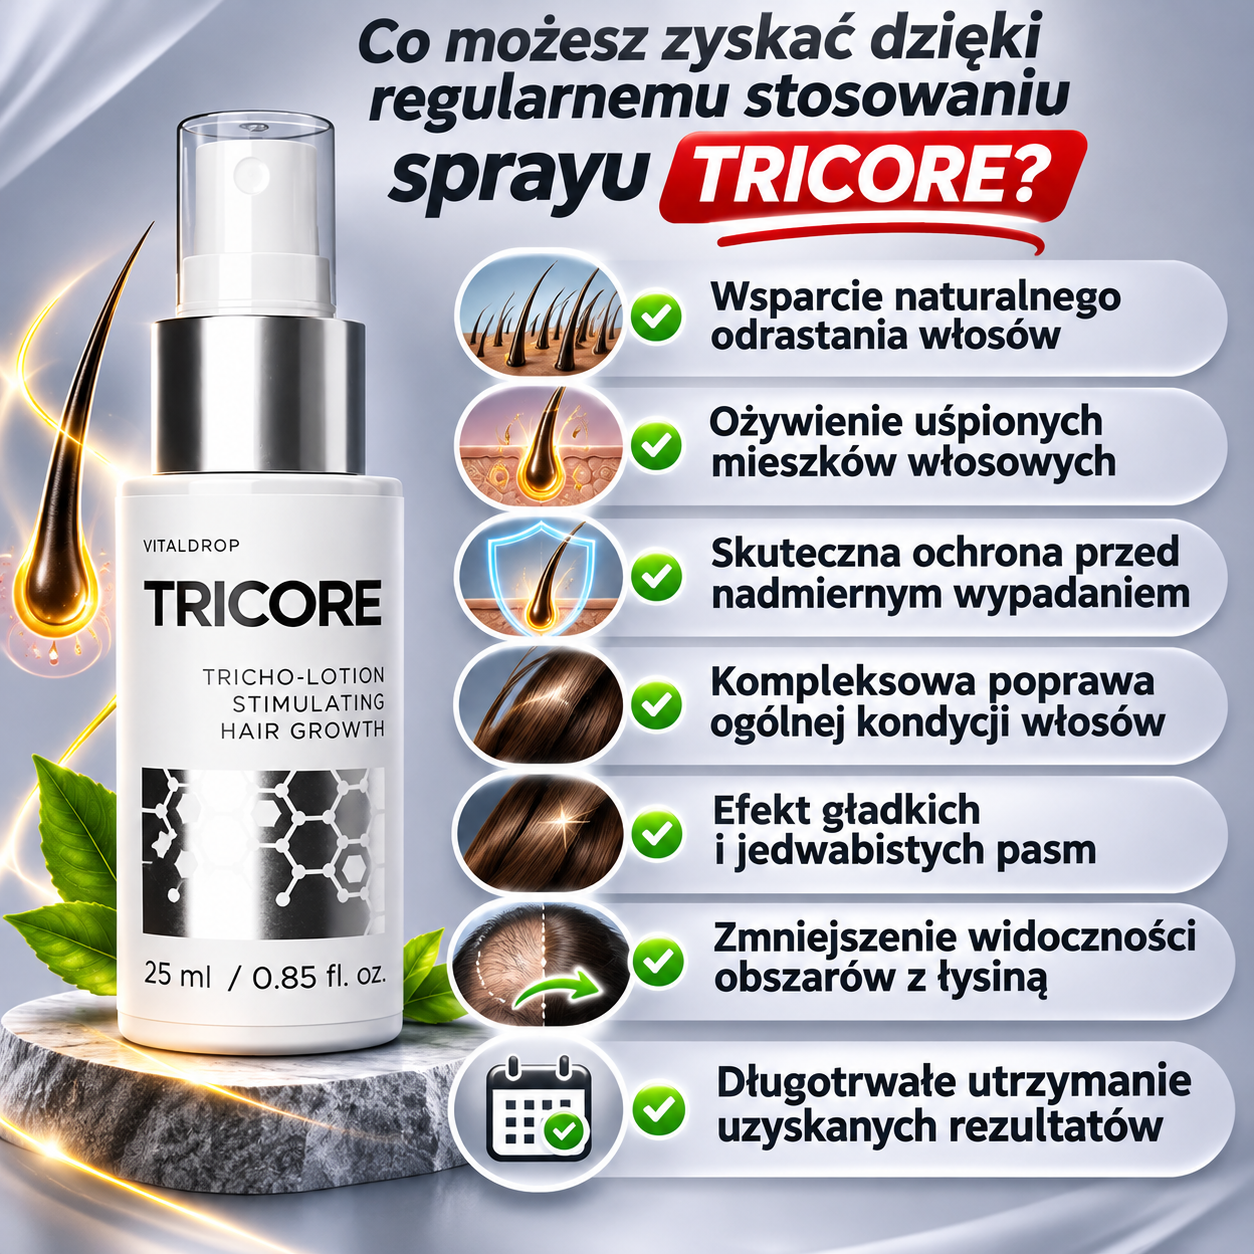 Co możesz zyskać dzięki
regularnemu stosowaniu
sprayu TRICORE?
Wsparcie naturalnego
odrastania włosów
Ożywienie uśpionych
mieszków włosowych
Skuteczna ochrona przed
nadmiernym wypadaniem
Kompleksowa poprawa
ogólnej kondycji włosów
Efekt gładkich
i jedwabistych pasm
Zmniejszenie widoczności
obszarów z łysiną
Długotrwałe utrzymanie
uzyskanych rezultatów
VITALDROP
TRICORE
TRICHO-LOTION
STIMULATING
HAIR GROWTH
25 ml / 0.85 fl. oz.